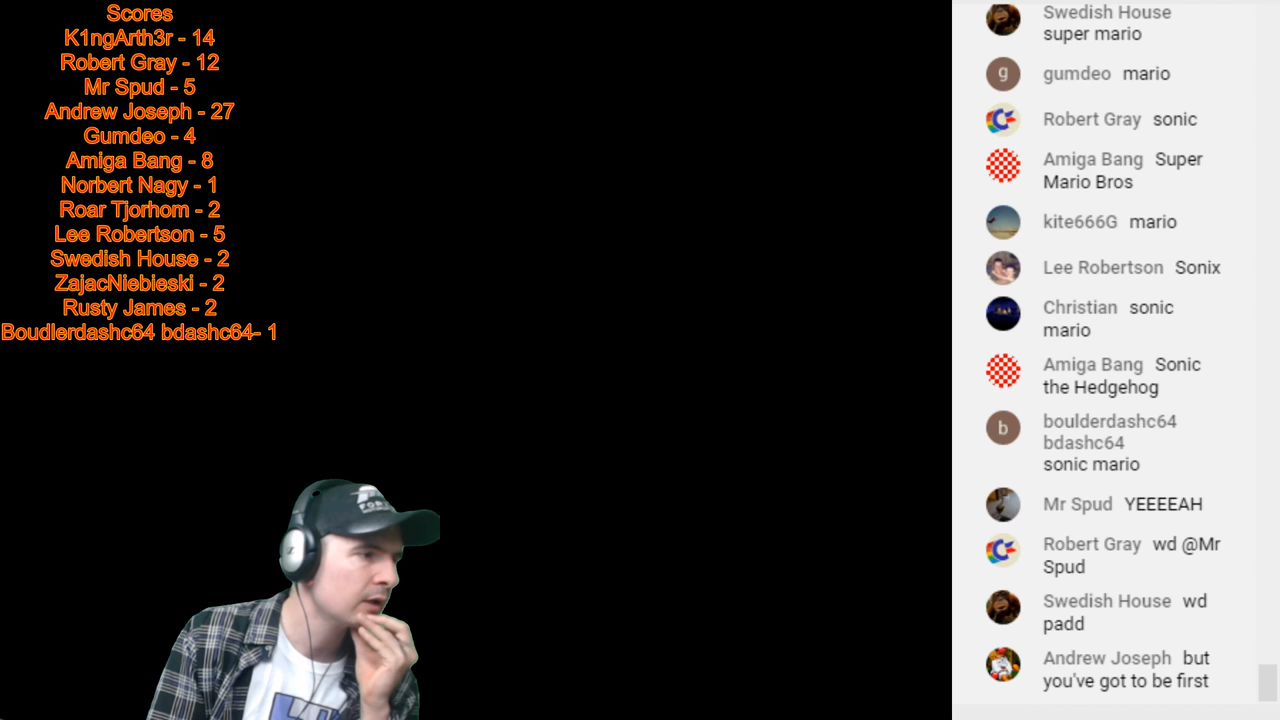 Scores
K1ngArth3r - 14
Robert Gray - 12
Mr Spud - 5
Andrew Joseph - 27
Gumdeo - 4
Amiga Bang - 8
Norbert Nagy - 1
Roar Tjorhom - 2
Lee Robertson - 5
Swedish House - 2
ZajacNiebieski - 2
Rusty James - 2
Boudlerdashc64 bdashc64- 1
Swedish House
super mario
g gumdeo mario
Robert Gray sonic
Amiga Bang Super
Mario Bros
kite666G mario
Lee Robertson Sonix
Christian sonic
mario
Amiga Bang Sonic
the Hedgehog
boulderdashc64
b bdashc64
sonic mario
Mr Spud YEEEEAH
Robert Gray wd @Mr
Spud
Swedish House wd
padd
Andrew Joseph but
you've got to be first